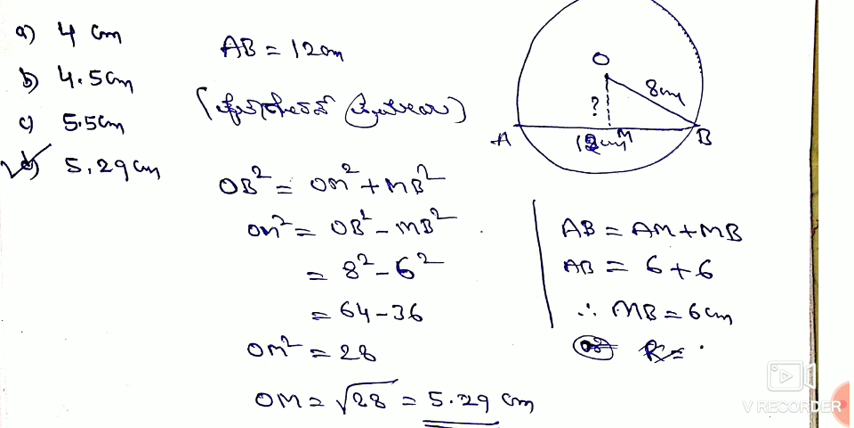 a) 4 cm
b) 4.5cm
c) 5.5cm
d) 5.29cm
AB = 12cm
(ಪೈಥಾಗೋರಸ್ ಪ್ರಮೇಯ)
OB² = OM² + MB²
OM² = OB² - MB²
= 8² - 6²
= 64 - 36
OM² = 28
OM = √28 = 5.29 cm
O
8cm
?
A
12cm
M
B
AB = AM + MB
AB = 6 + 6
∴ MB = 6cm
R = .
V RECORDER